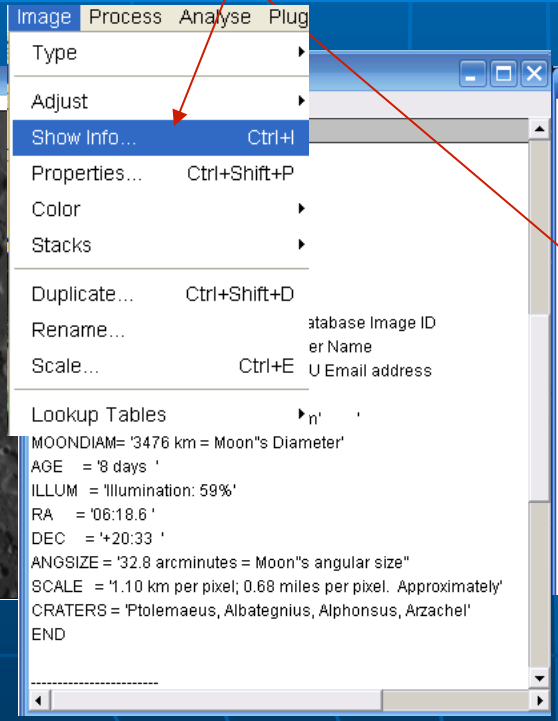 Image Process Analyse Plug
Type
Adjust
Show Info... Ctrl+I
Properties... Ctrl+Shift+P
Color
Stacks
Duplicate... Ctrl+Shift+D
Rename...
Scale... Ctrl+E
Lookup Tables
atabase Image ID
er Name
U Email address
n' '
MOONDIAM= '3476 km = Moon"s Diameter'
AGE = '8 days '
ILLUM = 'Illumination: 59%'
RA = '06:18.6 '
DEC = '+20:33 '
ANGSIZE = '32.8 arcminutes = Moon"s angular size"
SCALE = '1.10 km per pixel; 0.68 miles per pixel. Approximately'
CRATERS = 'Ptolemaeus, Albategnius, Alphonsus, Arzachel'
END
------------------------